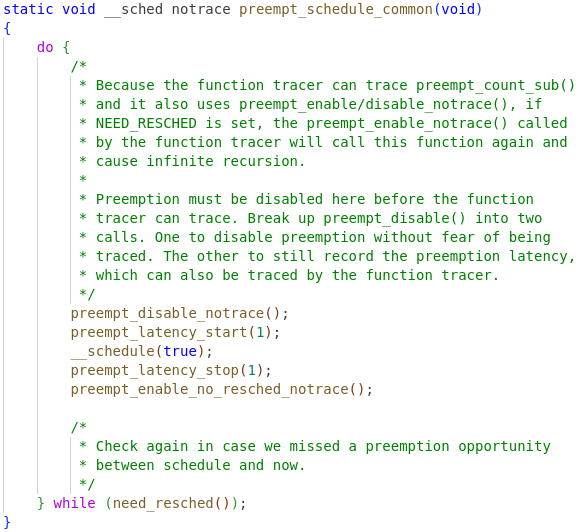 static void __sched notrace preempt_schedule_common(void)
{
    do {
        /*
         * Because the function tracer can trace preempt_count_sub()
         * and it also uses preempt_enable/disable_notrace(), if
         * NEED_RESCHED is set, the preempt_enable_notrace() called
         * by the function tracer will call this function again and
         * cause infinite recursion.
         *
         * Preemption must be disabled here before the function
         * tracer can trace. Break up preempt_disable() into two
         * calls. One to disable preemption without fear of being
         * traced. The other to still record the preemption latency,
         * which can also be traced by the function tracer.
         */
        preempt_disable_notrace();
        preempt_latency_start(1);
        __schedule(true);
        preempt_latency_stop(1);
        preempt_enable_no_resched_notrace();

        /*
         * Check again in case we missed a preemption opportunity
         * between schedule and now.
         */
    } while (need_resched());
}